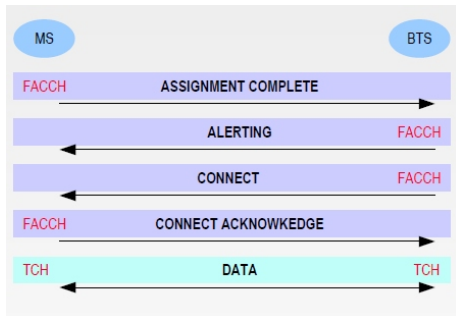 MS BTS
FACCH ASSIGNMENT COMPLETE
ALERTING FACCH
CONNECT FACCH
FACCH CONNECT ACKNOWKEDGE
TCH DATA TCH